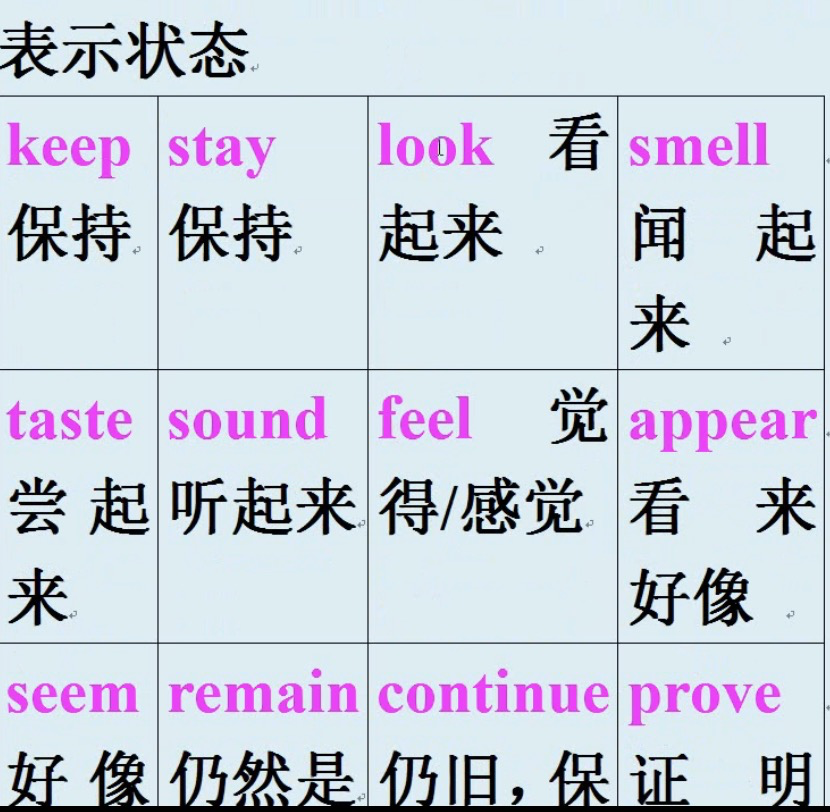 表示状态
keep 保持
stay 保持
look 看起来
smell 闻起来
taste 尝起来
sound 听起来
feel 觉得/感觉
appear 看来好像
seem 好像
remain 仍然是
continue 仍旧，保
prove 证明